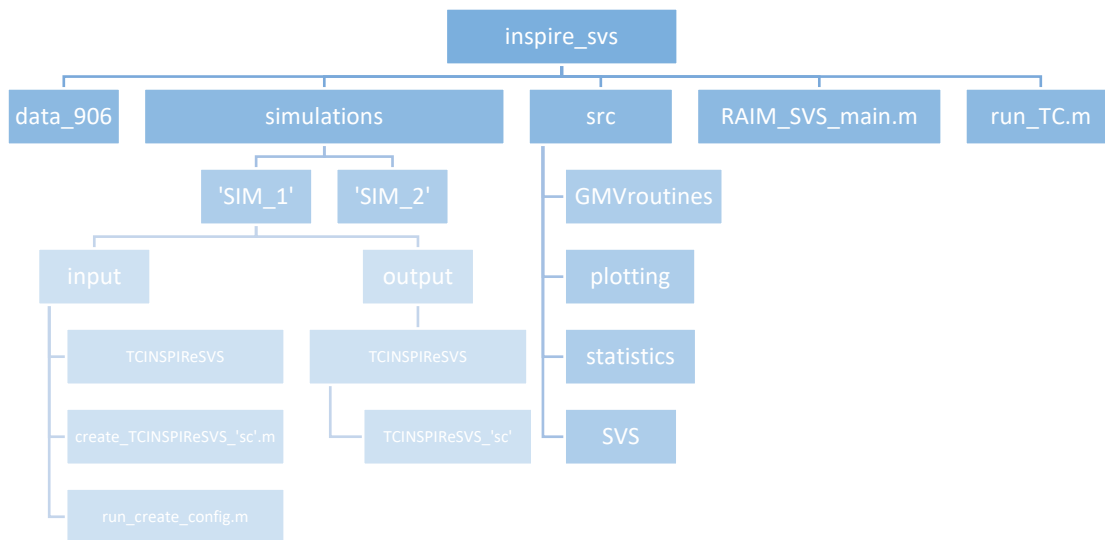 inspire_svs
data_906
simulations
src
RAIM_SVS_main.m
run_TC.m
'SIM_1'
'SIM_2'
GMVroutines
input
output
plotting
TCINSPIReSVS
TCINSPIReSVS
statistics
create_TCINSPIReSVS_'sc'.m
TCINSPIReSVS_'sc'
SVS
run_create_config.m